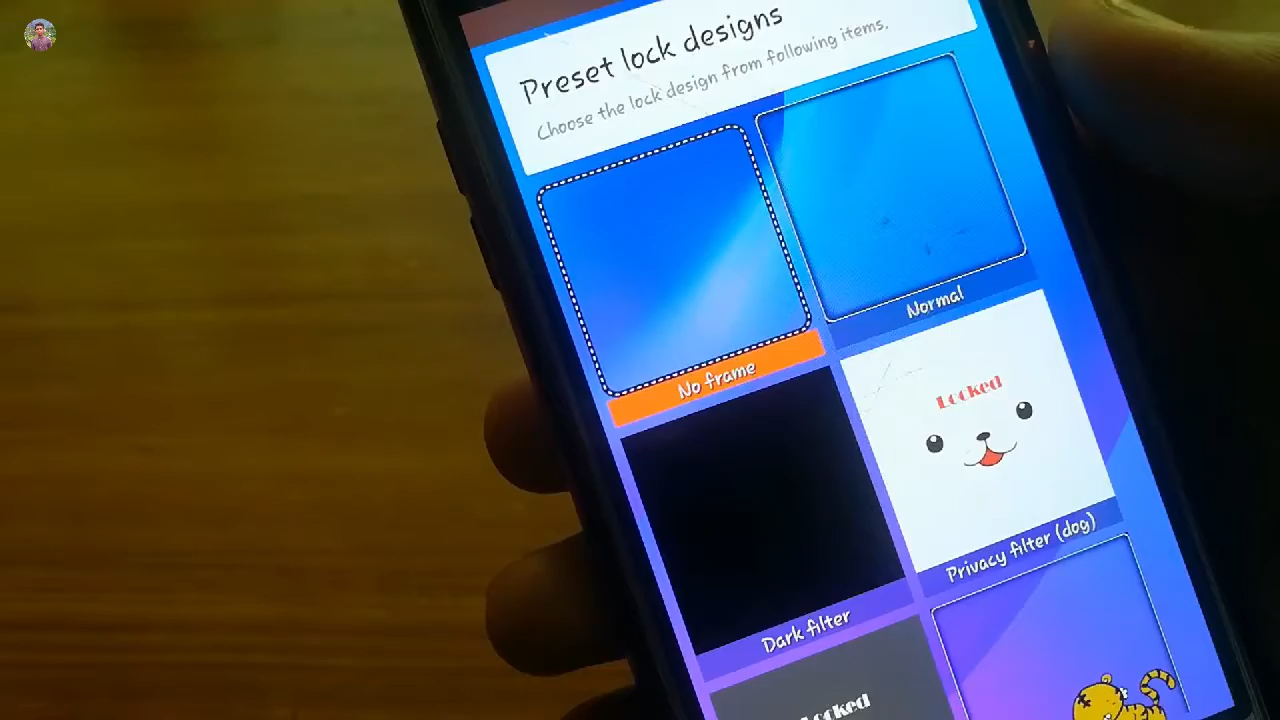 Preset lock designs
Choose the lock design from following items.
No frame
Normal
Locked
Dark filter
Privacy filter (dog)
Locked